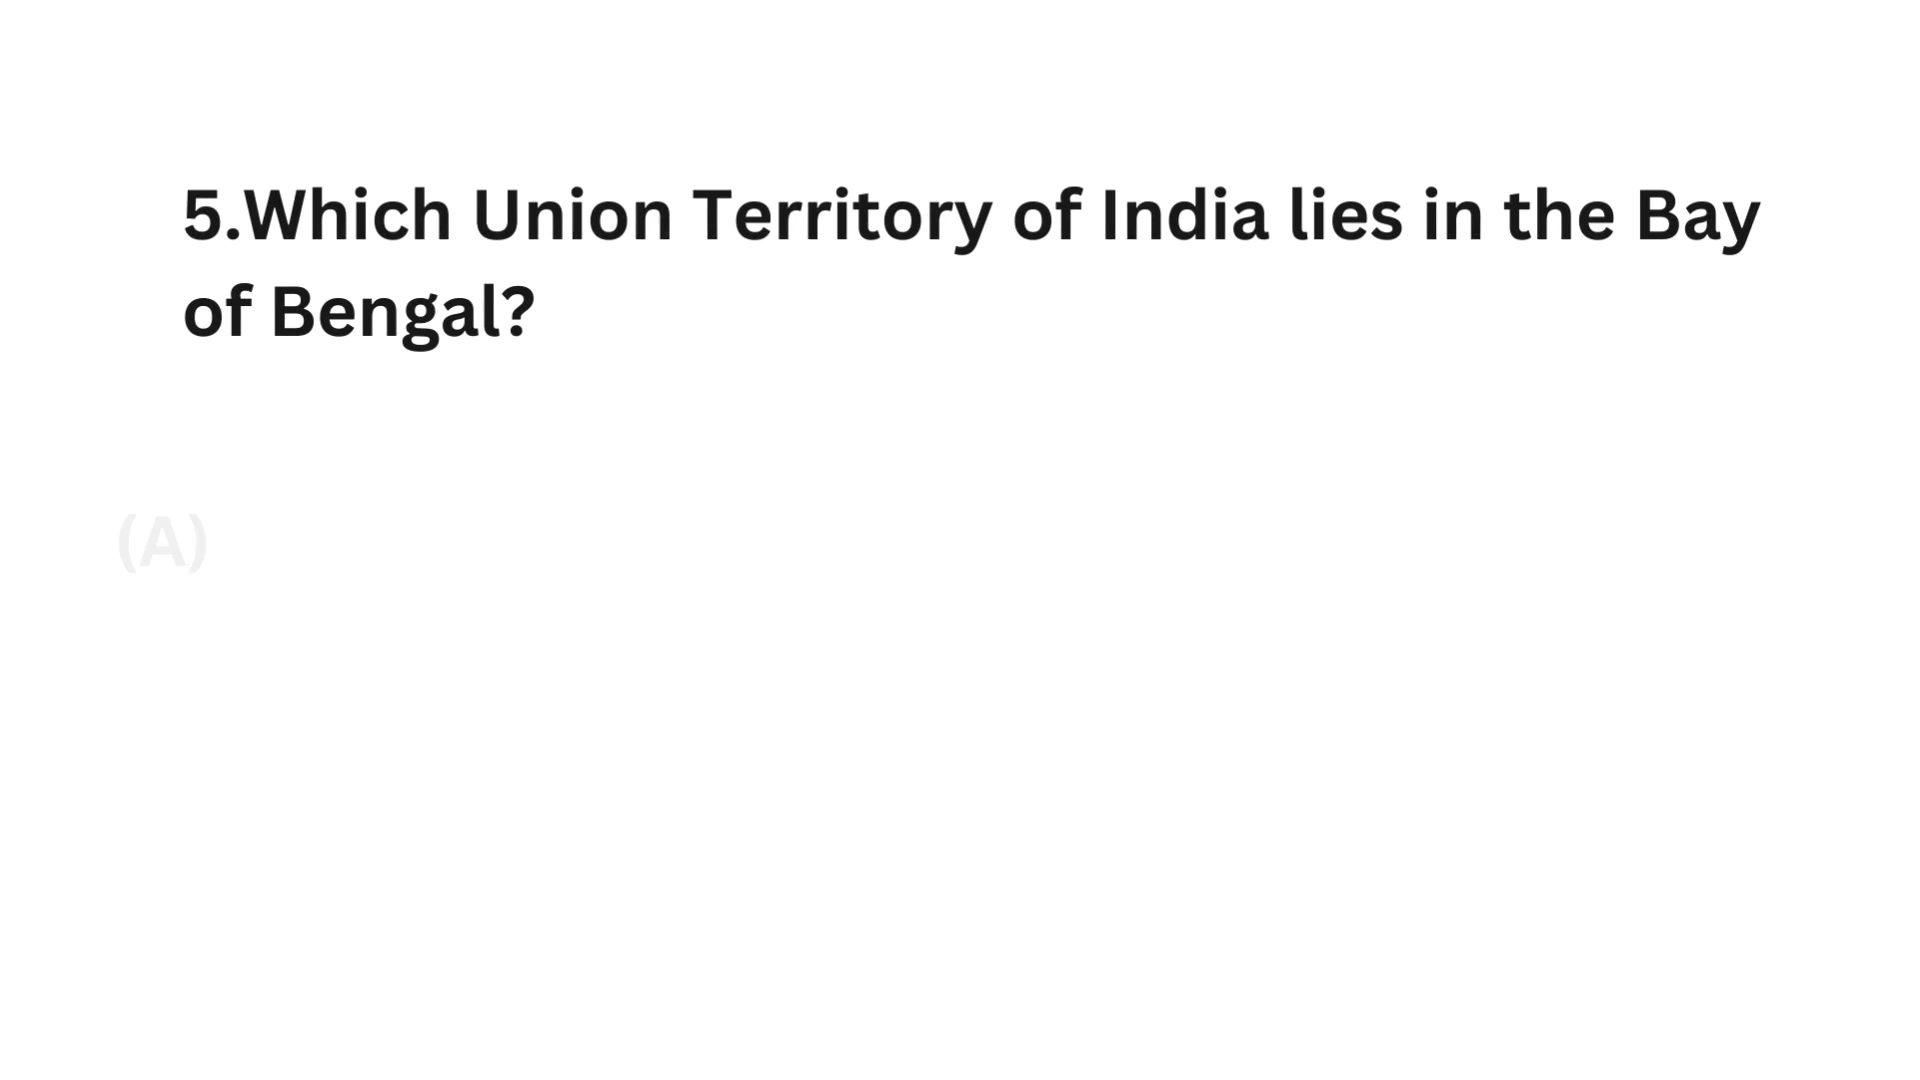 5.Which Union Territory of India lies in the Bay
of Bengal?
(A)